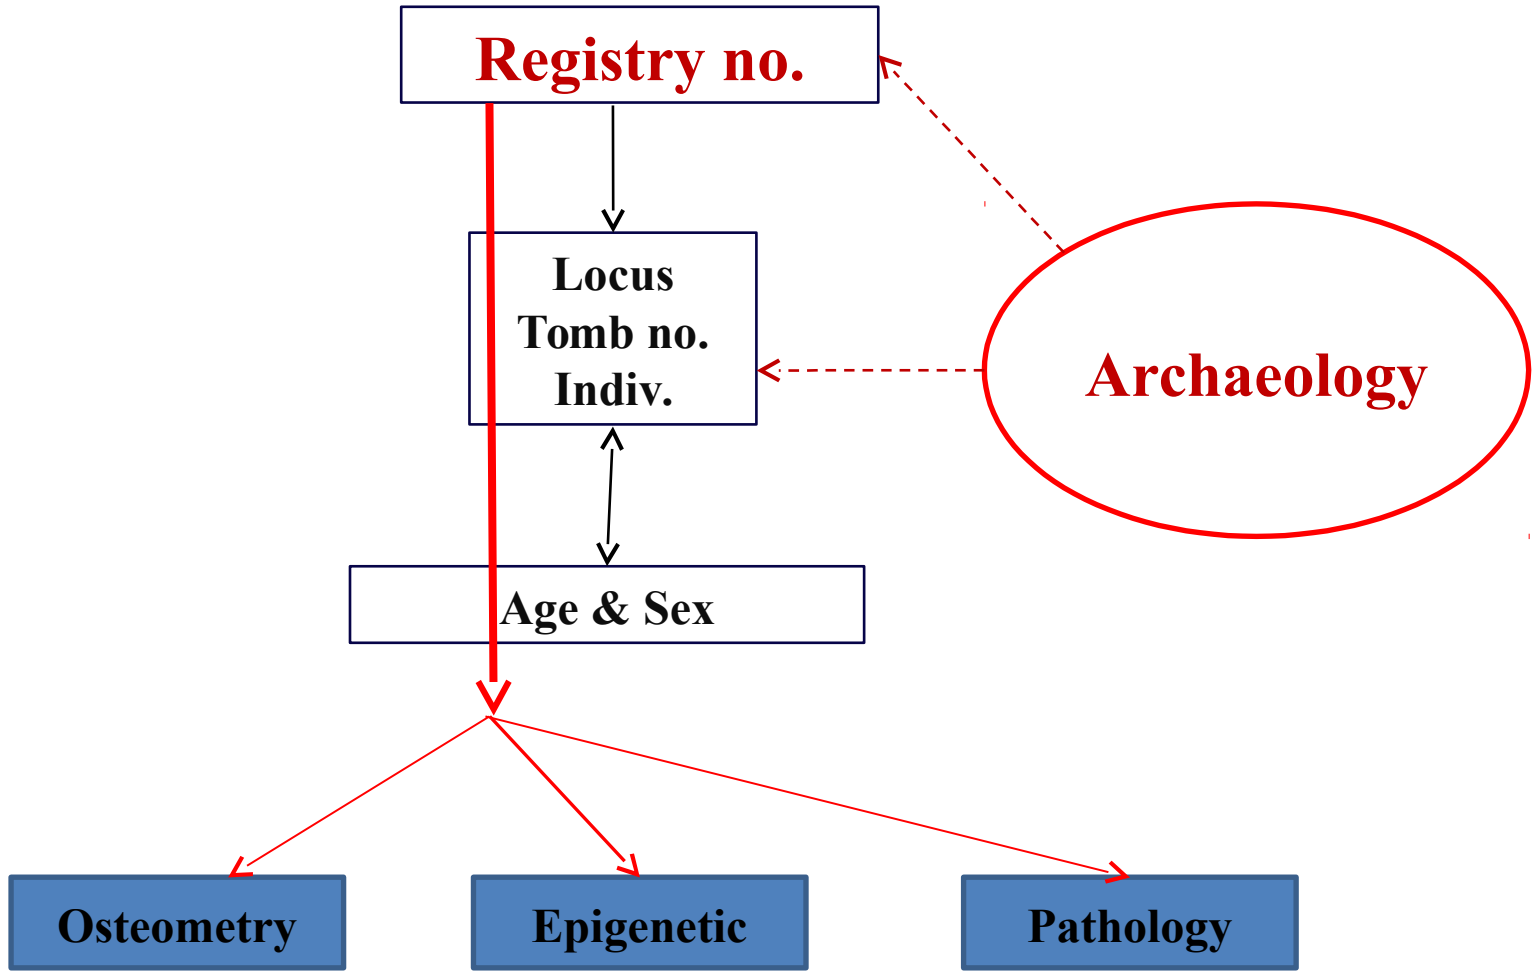 Registry no.
Locus
Tomb no.
Indiv.
Archaeology
Age & Sex
Osteometry
Epigenetic
Pathology